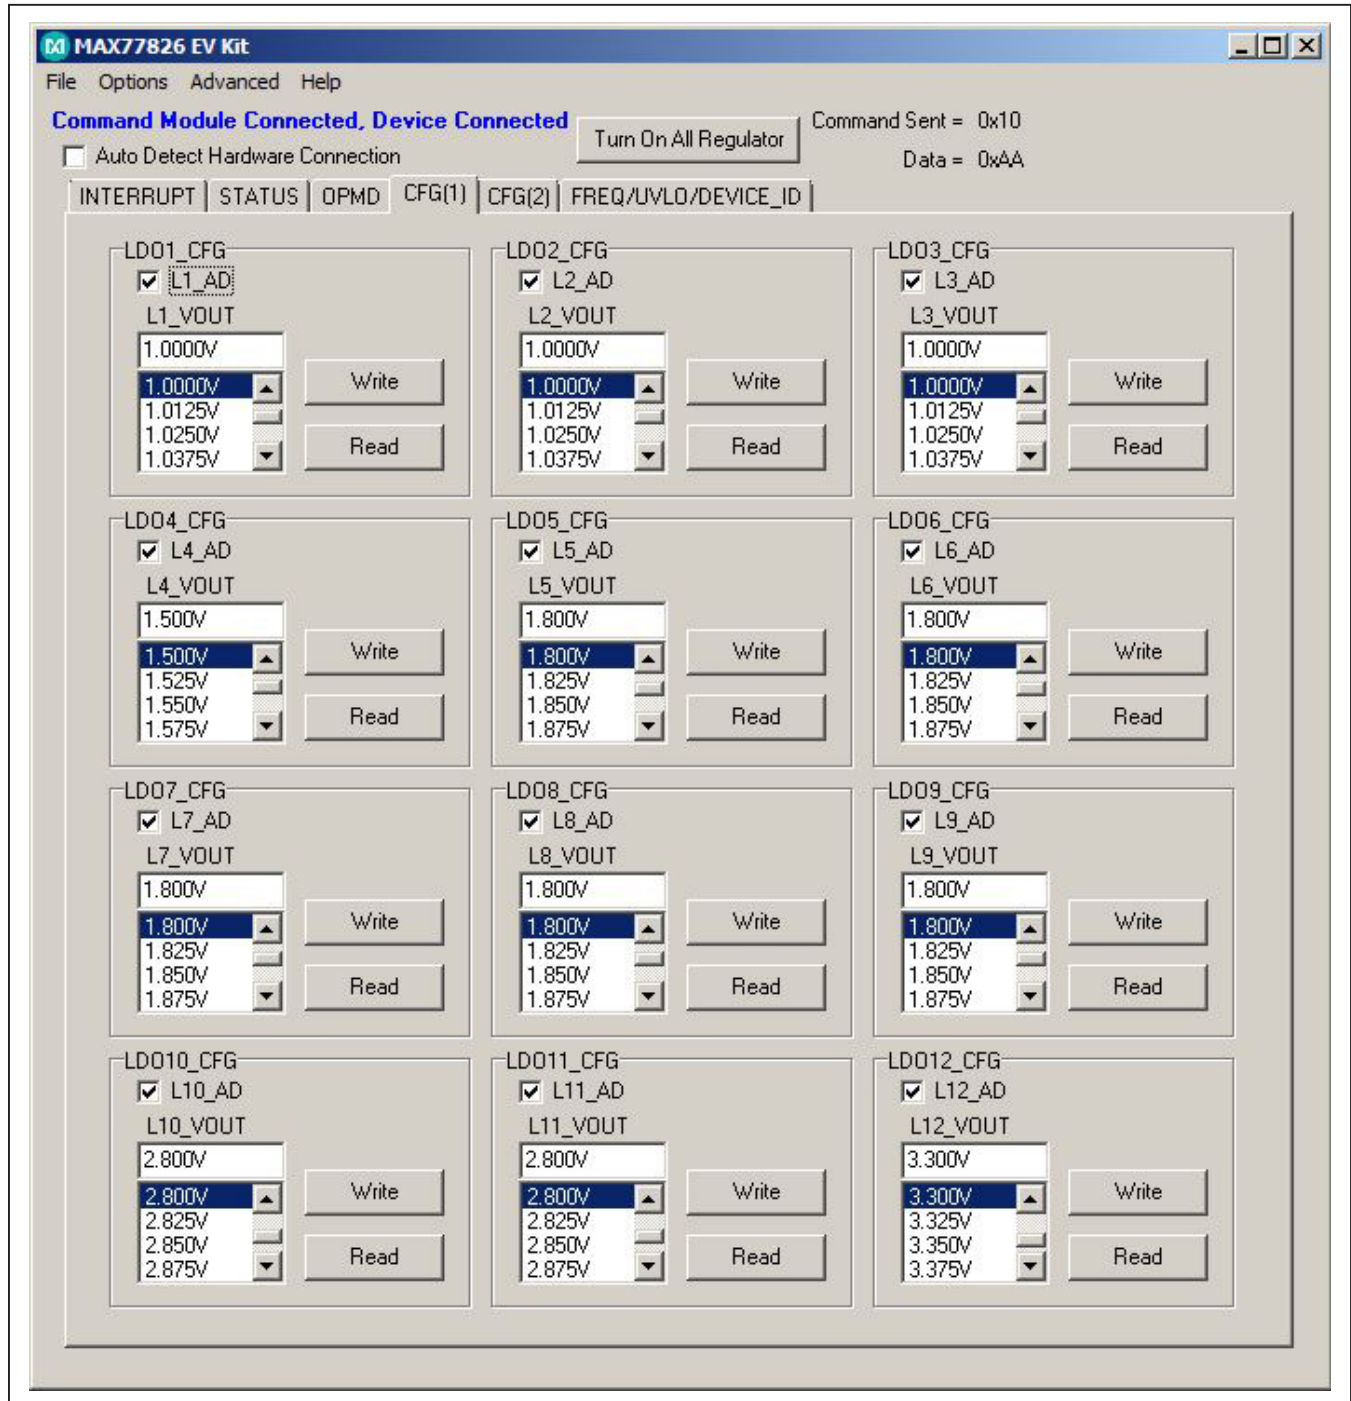 MAX77826 EV Kit
File Options Advanced Help
Command Module Connected, Device Connected
Turn On All Regulator
Command Sent = 0x10
Auto Detect Hardware Connection
Data = 0xAA
INTERRUPT STATUS OPMD CFG(1) CFG(2) FREQ/UVLO/DEVICE_ID
LDO1_CFG
L1_AD
L1_VOUT
1.0000V
1.0000V
1.0125V
1.0250V
1.0375V
Write
Read
LDO2_CFG
L2_AD
L2_VOUT
1.0000V
1.0000V
1.0125V
1.0250V
1.0375V
Write
Read
LDO3_CFG
L3_AD
L3_VOUT
1.0000V
1.0000V
1.0125V
1.0250V
1.0375V
Write
Read
LDO4_CFG
L4_AD
L4_VOUT
1.500V
1.500V
1.525V
1.550V
1.575V
Write
Read
LDO5_CFG
L5_AD
L5_VOUT
1.800V
1.800V
1.825V
1.850V
1.875V
Write
Read
LDO6_CFG
L6_AD
L6_VOUT
1.800V
1.800V
1.825V
1.850V
1.875V
Write
Read
LDO7_CFG
L7_AD
L7_VOUT
1.800V
1.800V
1.825V
1.850V
1.875V
Write
Read
LDO8_CFG
L8_AD
L8_VOUT
1.800V
1.800V
1.825V
1.850V
1.875V
Write
Read
LDO9_CFG
L9_AD
L9_VOUT
1.800V
1.800V
1.825V
1.850V
1.875V
Write
Read
LDO10_CFG
L10_AD
L10_VOUT
2.800V
2.800V
2.825V
2.850V
2.875V
Write
Read
LDO11_CFG
L11_AD
L11_VOUT
2.800V
2.800V
2.825V
2.850V
2.875V
Write
Read
LDO12_CFG
L12_AD
L12_VOUT
3.300V
3.300V
3.325V
3.350V
3.375V
Write
Read